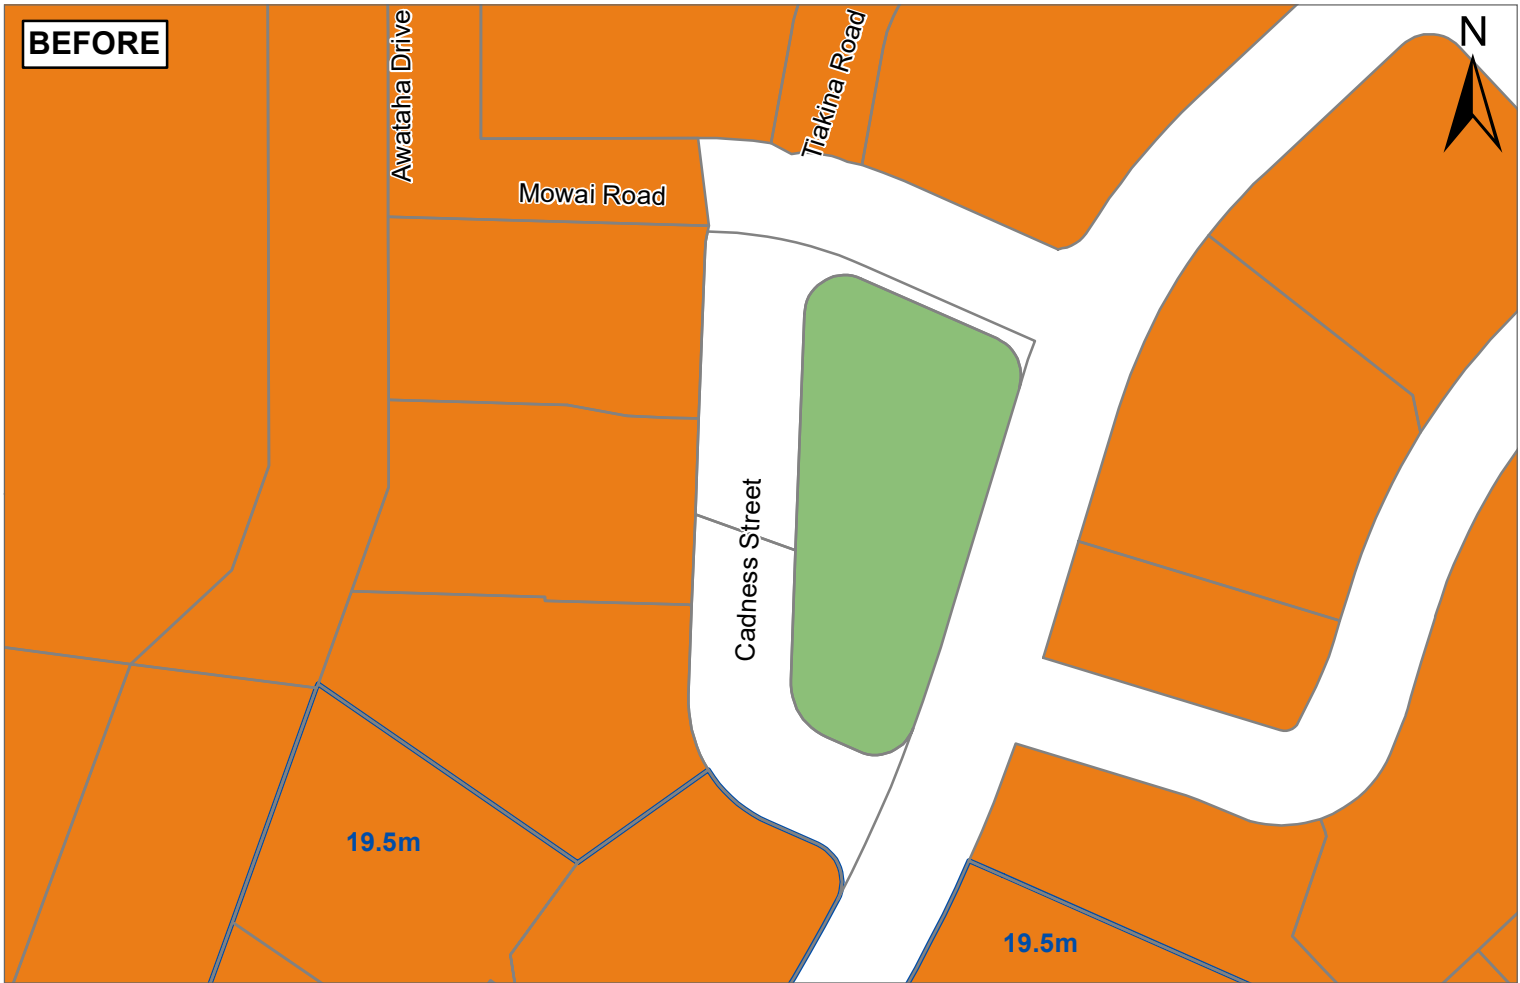 BEFORE
Awataha Drive
Tiakina Road
N
Mowai Road
Cadness Street
19.5m
19.5m